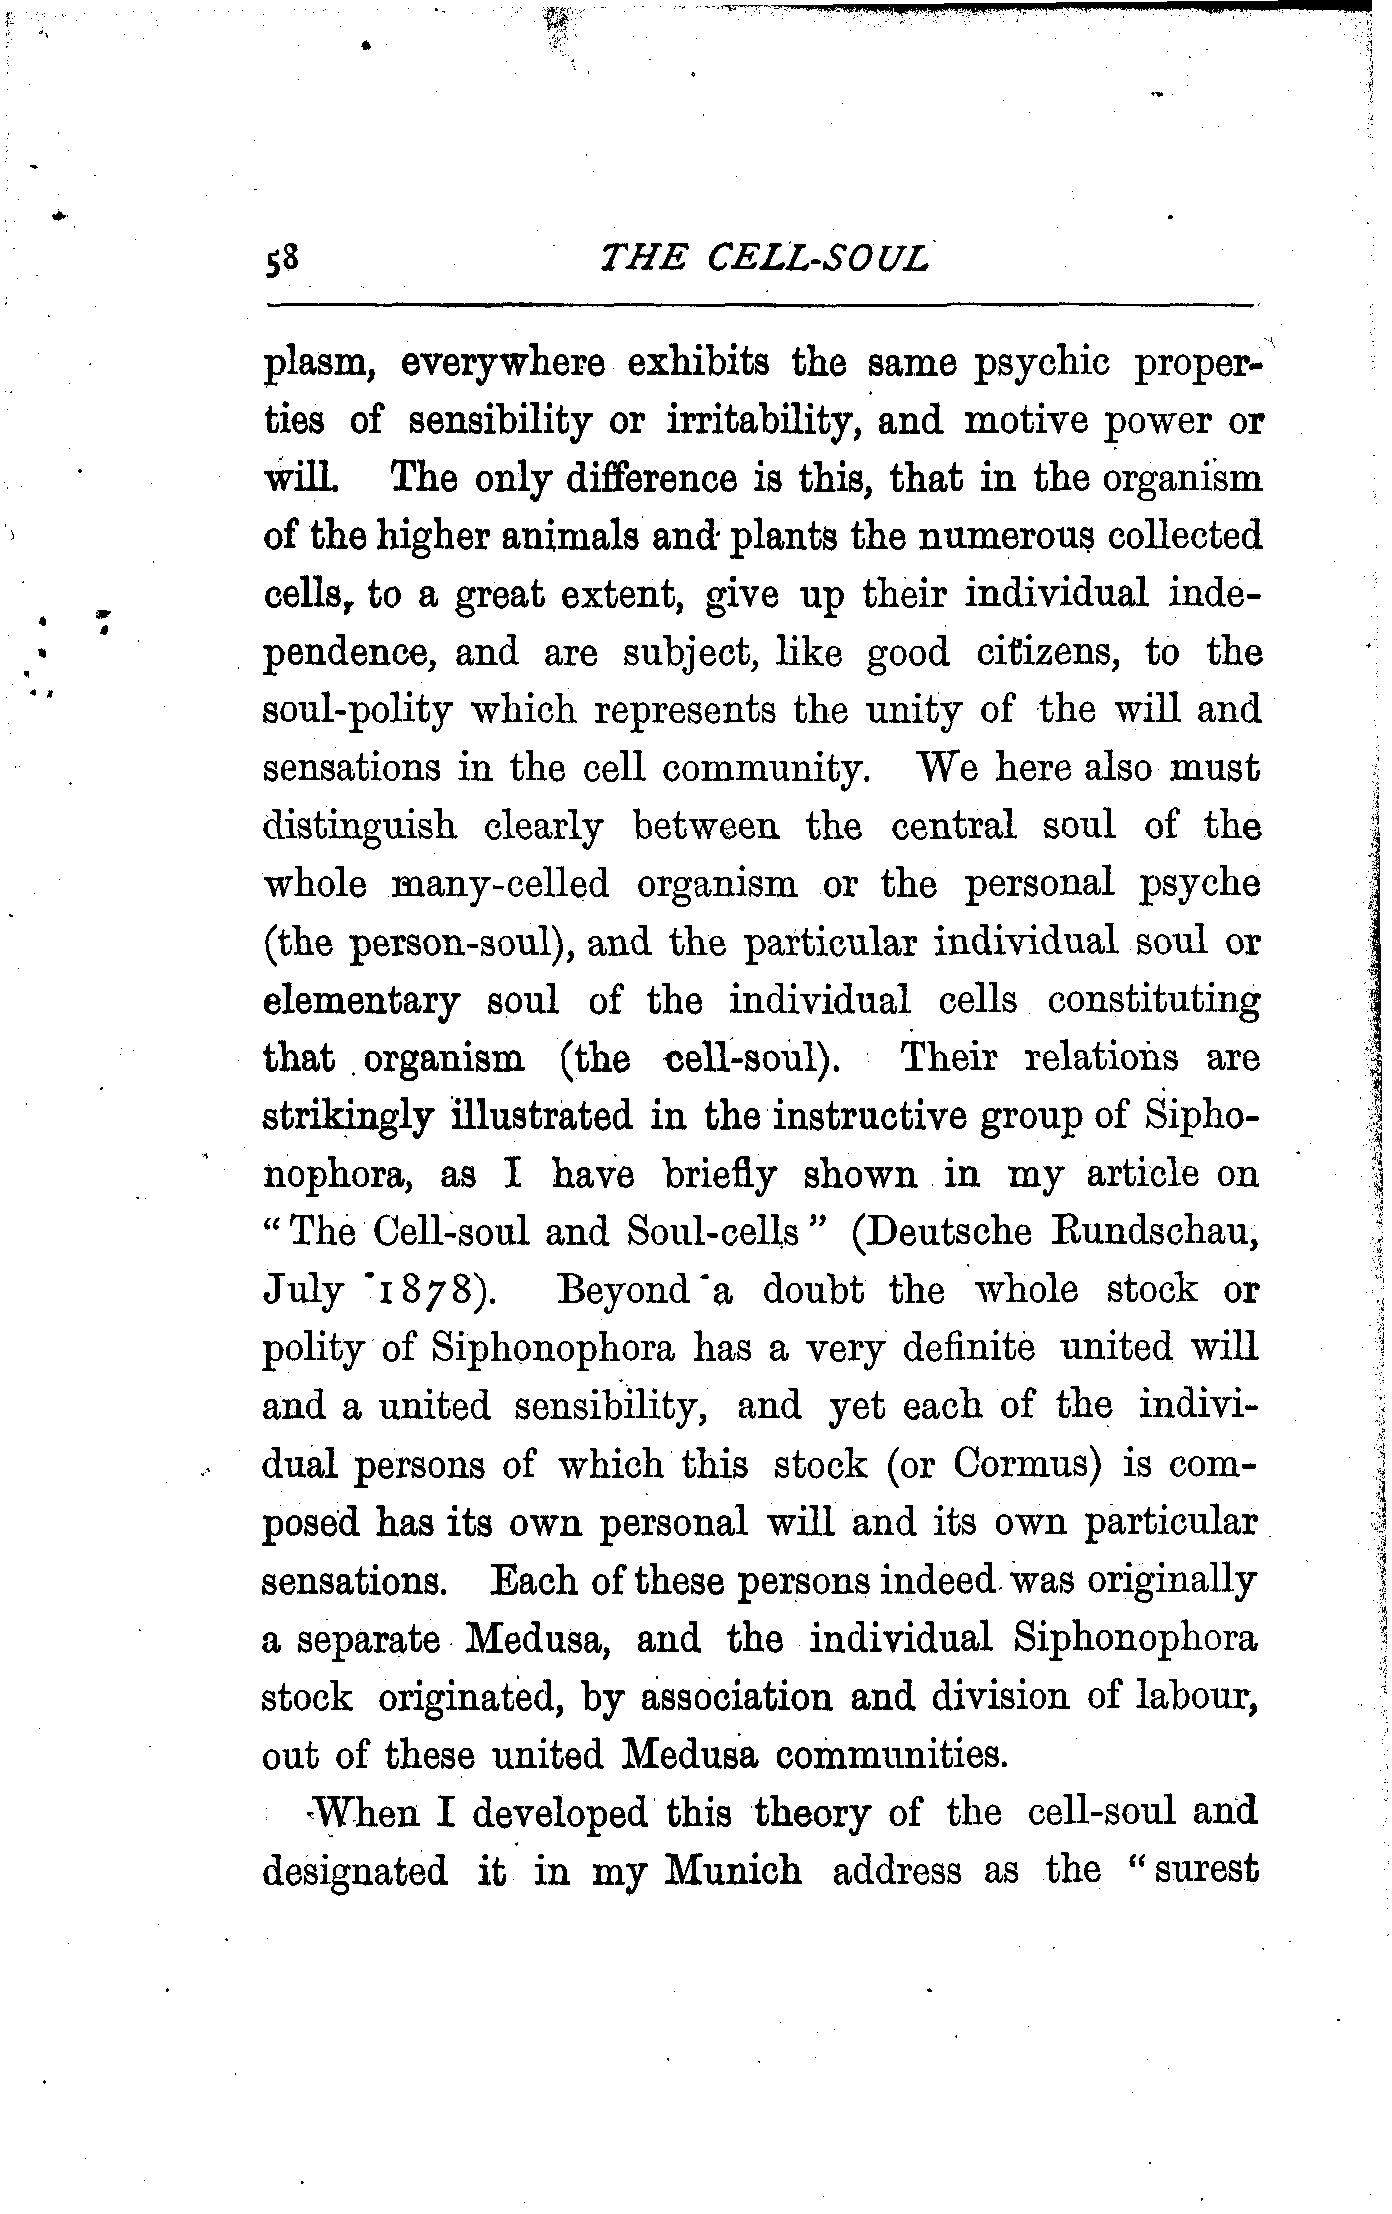 58 THE CELL-SOUL
plasm, everywhere exhibits the same psychic proper-
ties of sensibility or irritability, and motive power or
will. The only difference is this, that in the organism
of the higher animals and plants the numerous collected
cells, to a great extent, give up their individual inde-
pendence, and are subject, like good citizens, to the
soul-polity which represents the unity of the will and
sensations in the cell community. We here also must
distinguish clearly between the central soul of the
whole many-celled organism or the personal psyche
(the person-soul), and the particular individual soul or
elementary soul of the individual cells constituting
that organism (the cell-soul). Their relations are
strikingly illustrated in the instructive group of Sipho-
nophora, as I have briefly shown in my article on
“The Cell-soul and Soul-cells” (Deutsche Rundschau,
July 1878). Beyond a doubt the whole stock or
polity of Siphonophora has a very definite united will
and a united sensibility, and yet each of the indivi-
dual persons of which this stock (or Cormus) is com-
posed has its own personal will and its own particular
sensations. Each of these persons indeed was originally
a separate Medusa, and the individual Siphonophora
stock originated, by association and division of labour,
out of these united Medusa communities.
When I developed this theory of the cell-soul and
designated it in my Munich address as the “surest